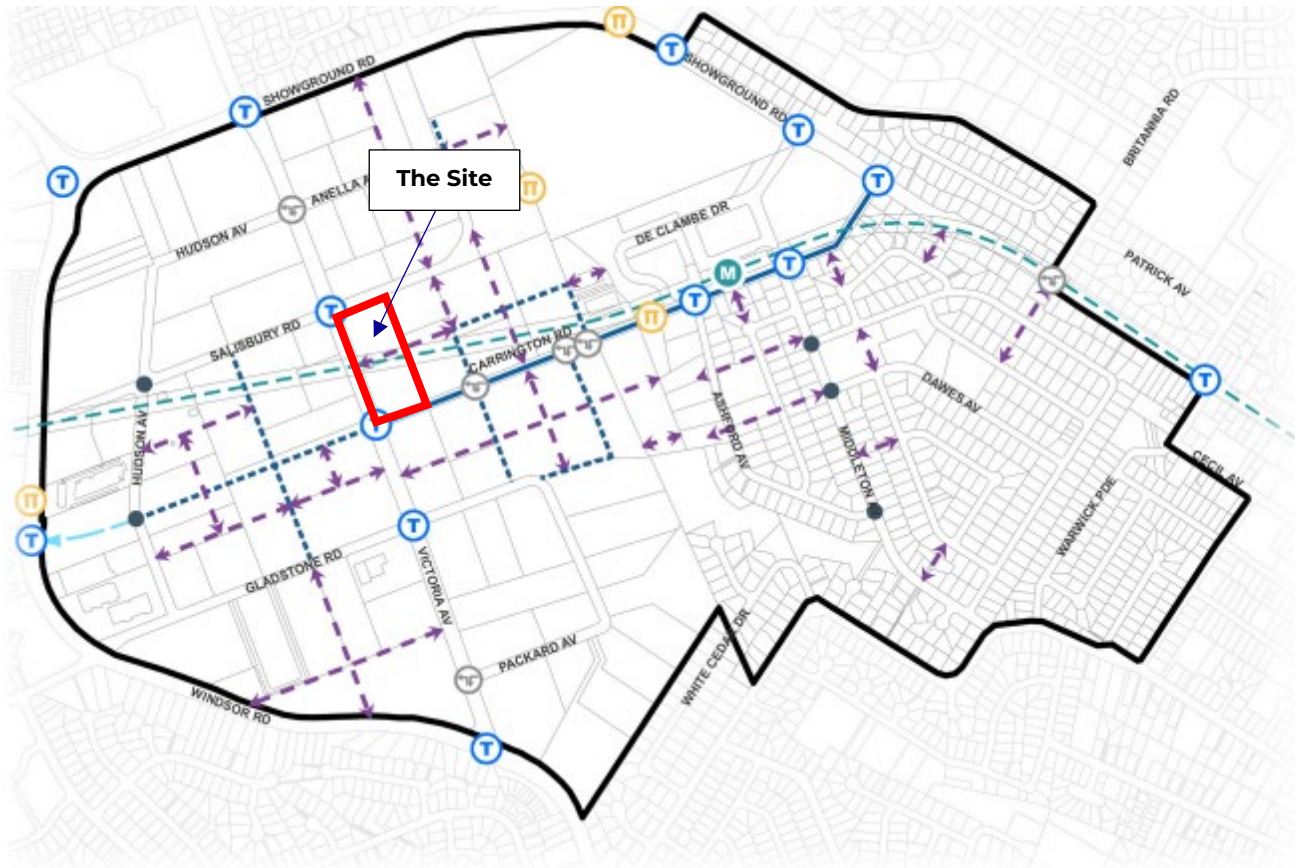 SHOWGROUND RD
SHOWGROUND RD
BRITANNIA RD
The Site
ANELLA A
HUDSON AV
DE CLAMBE DR
PATRICK AV
SALISBURY RD
CARRINGTON RD
DAWES AV
ASHFORD AV
HUDSON AV
MIDDLETON A
CECIL AV
WARWICK PDE
GLADSTONE RD
VICTORIA AV
PACKARD AV
WHITE CEDAR DR
WINDSOR RD
T
T
T
T
T
T
T
T
T
T
T
T
T
M